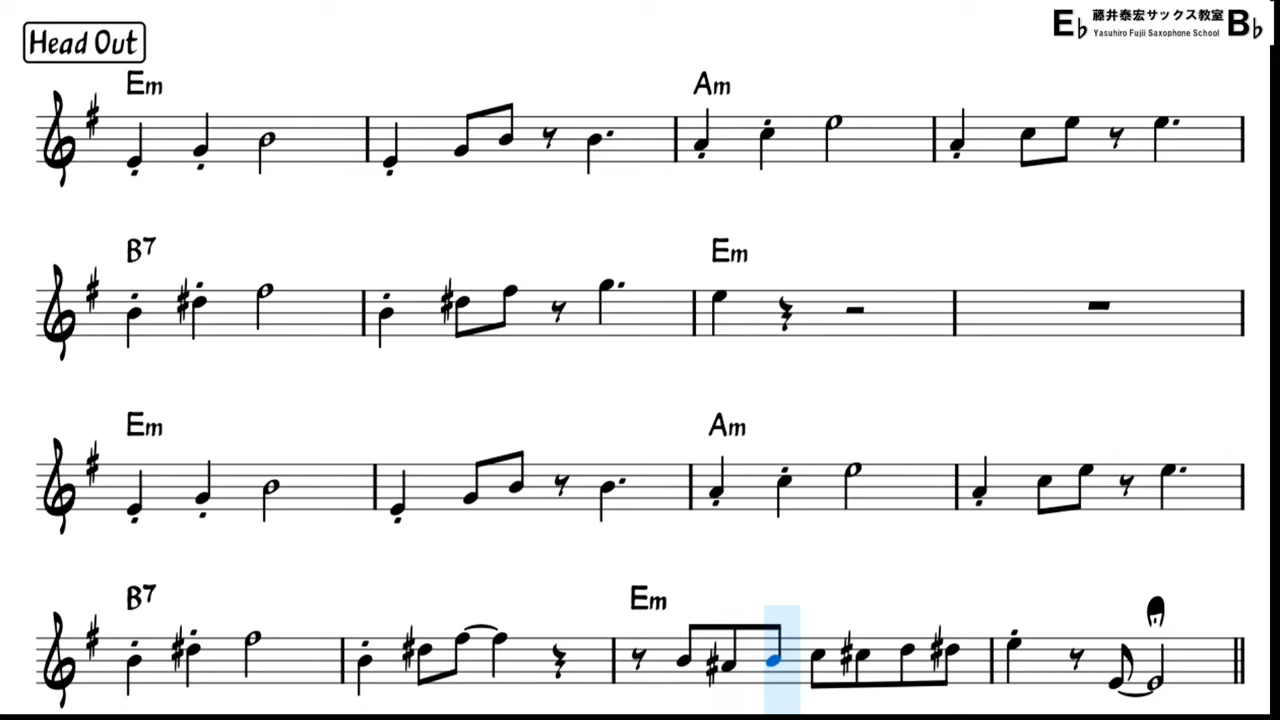 Head Out
E♭ 藤井泰宏サックス教室 B♭
Yasuhiro Fujii Saxophone School
Em Am
B7 Em
Em Am
B7 Em